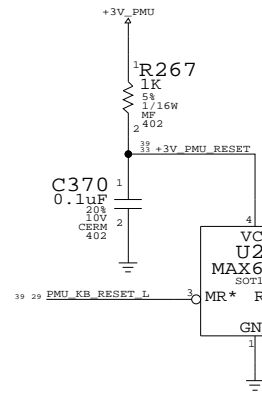 +3V_PMU
1
R267
1K
5%
1/16W
MF
402
2
39
33 +3V_PMU_RESET
C370
1
0.1uF
20%
10V
CERM
402
2
4
VC
U2
MAX6
SOT1
39 29 PMU_KB_RESET_L
3
MR* R
GN
1